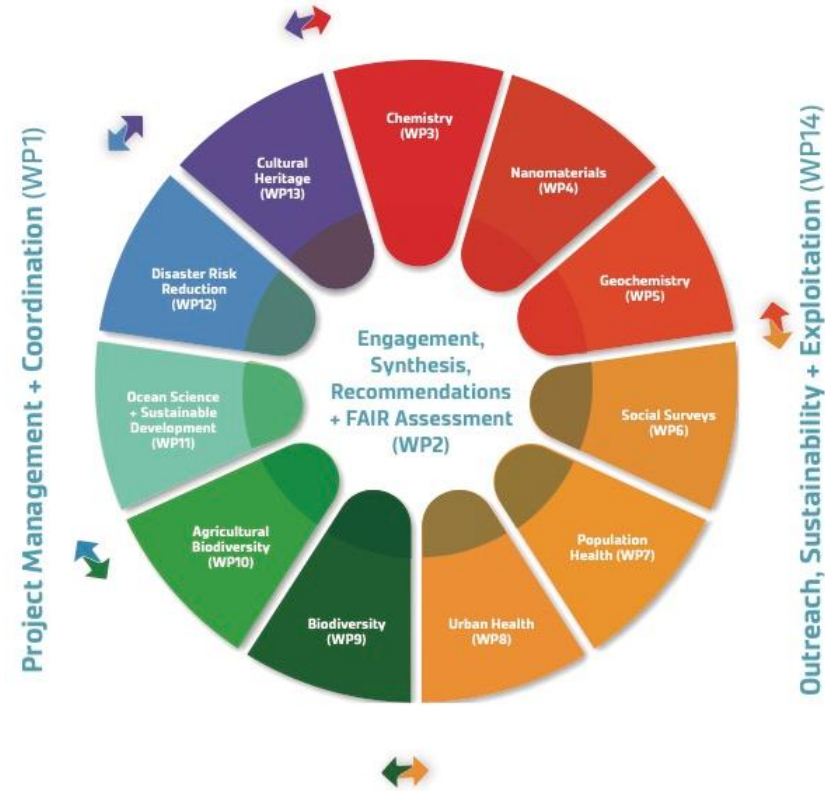 Project Management + Coordination (WP1)
Chemistry
(WP3)
Nanomaterials
(WP4)
Geochemistry
(WP5)
Social Surveys
(WP6)
Population
Health (WP7)
Urban Health
(WP8)
Biodiversity
(WP9)
Agricultural
Biodiversity
(WP10)
Ocean Science
+ Sustainable
Development
(WP11)
Disaster Risk
Reduction
(WP12)
Cultural
Heritage
(WP13)
Engagement,
Synthesis,
Recommendations
+ FAIR Assessment
(WP2)
Outreach, Sustainability + Exploitation (WP14)